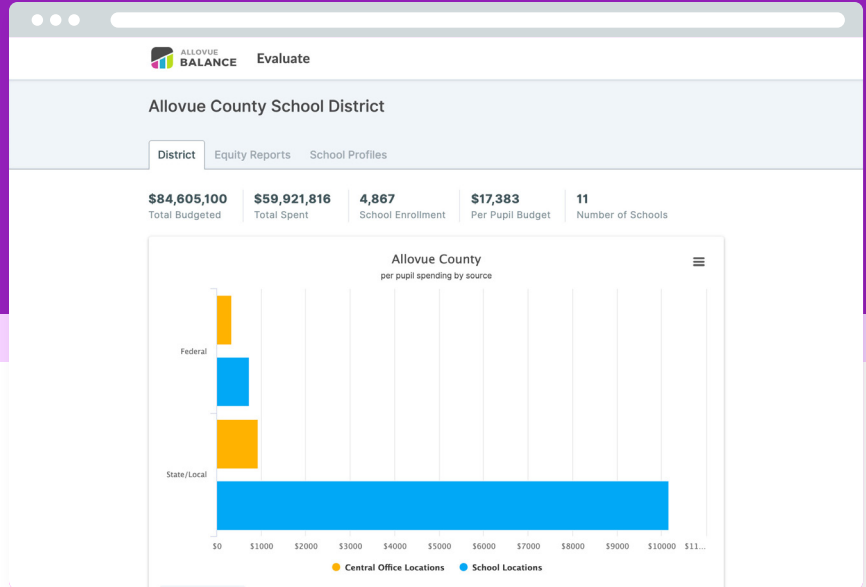 ALLOVUE
BALANCE Evaluate
Allovue County School District
District Equity Reports School Profiles
$84,605,100 $59,921,816 4,867 $17,383 11
Total Budgeted Total Spent School Enrollment Per Pupil Budget Number of Schools
Allovue County
per pupil spending by source
Federal
State/Local
$0 $1000 $2000 $3000 $4000 $5000 $6000 $7000 $8000 $9000 $10000 $11...
Central Office Locations School Locations